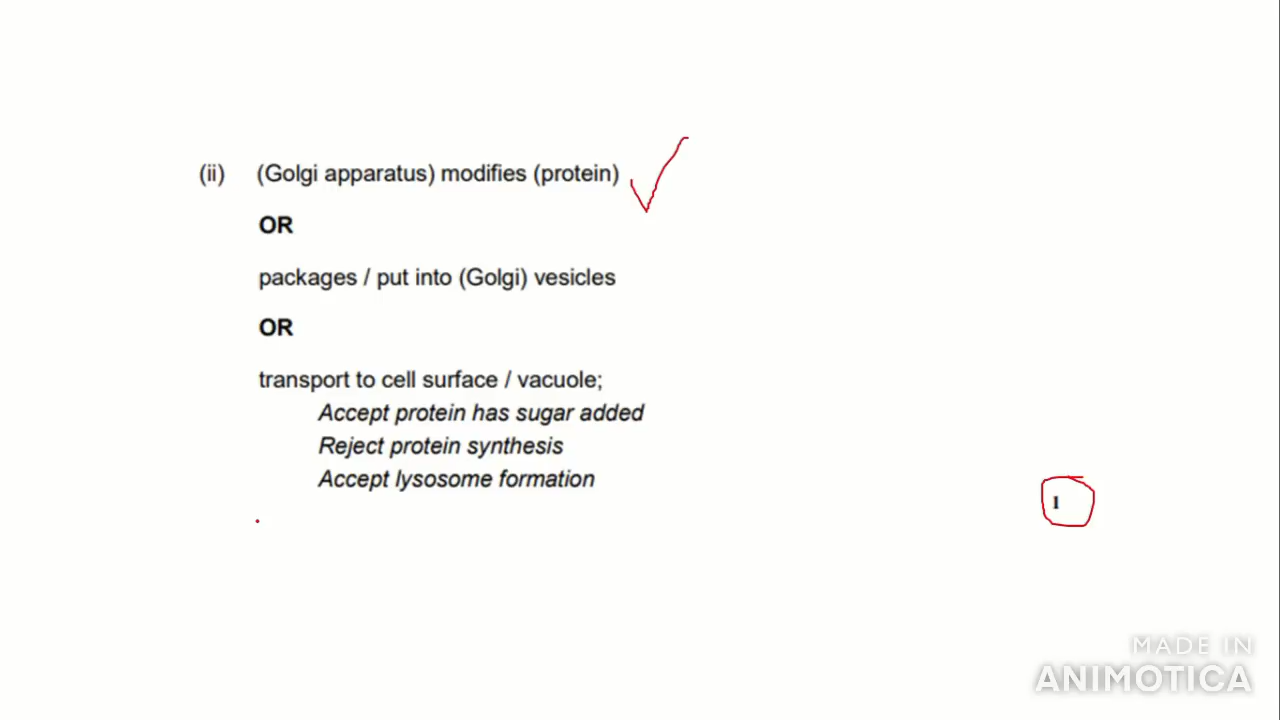 (ii) (Golgi apparatus) modifies (protein)
OR
packages / put into (Golgi) vesicles
OR
transport to cell surface / vacuole;
Accept protein has sugar added
Reject protein synthesis
Accept lysosome formation
1
MADE IN
ANIMOTICA